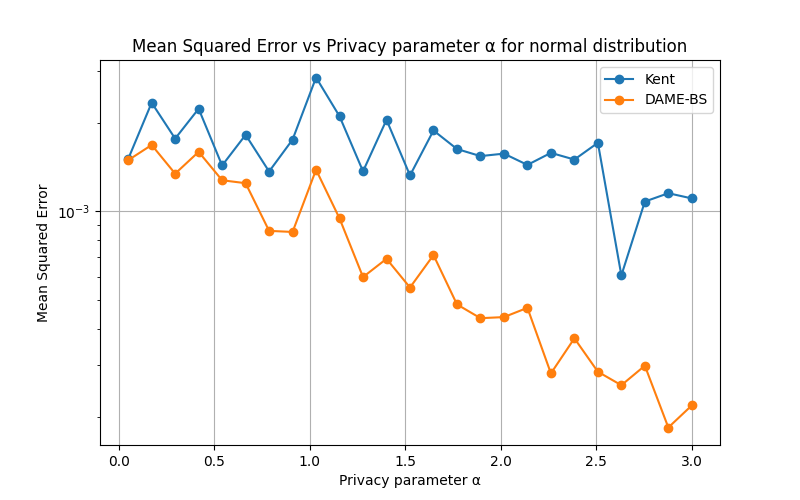 Mean Squared Error vs Privacy parameter α for normal distribution
Kent
DAME-BS
Mean Squared Error
10⁻³
0.0 0.5 1.0 1.5 2.0 2.5 3.0
Privacy parameter α